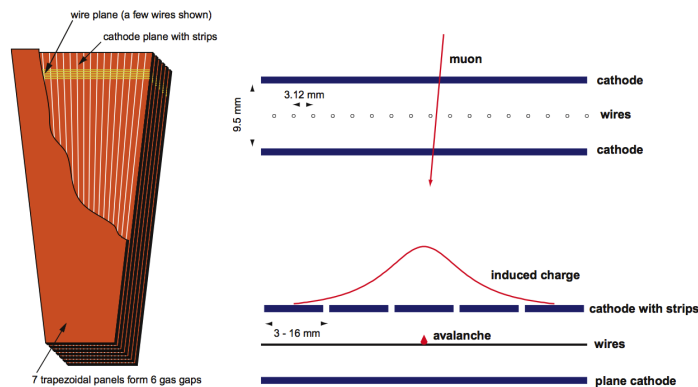 wire plane (a few wires shown)
cathode plane with strips
7 trapezoidal panels form 6 gas gaps
muon
cathode
3.12 mm
wires
9.5 mm
cathode
induced charge
cathode with strips
3 - 16 mm
avalanche
wires
plane cathode